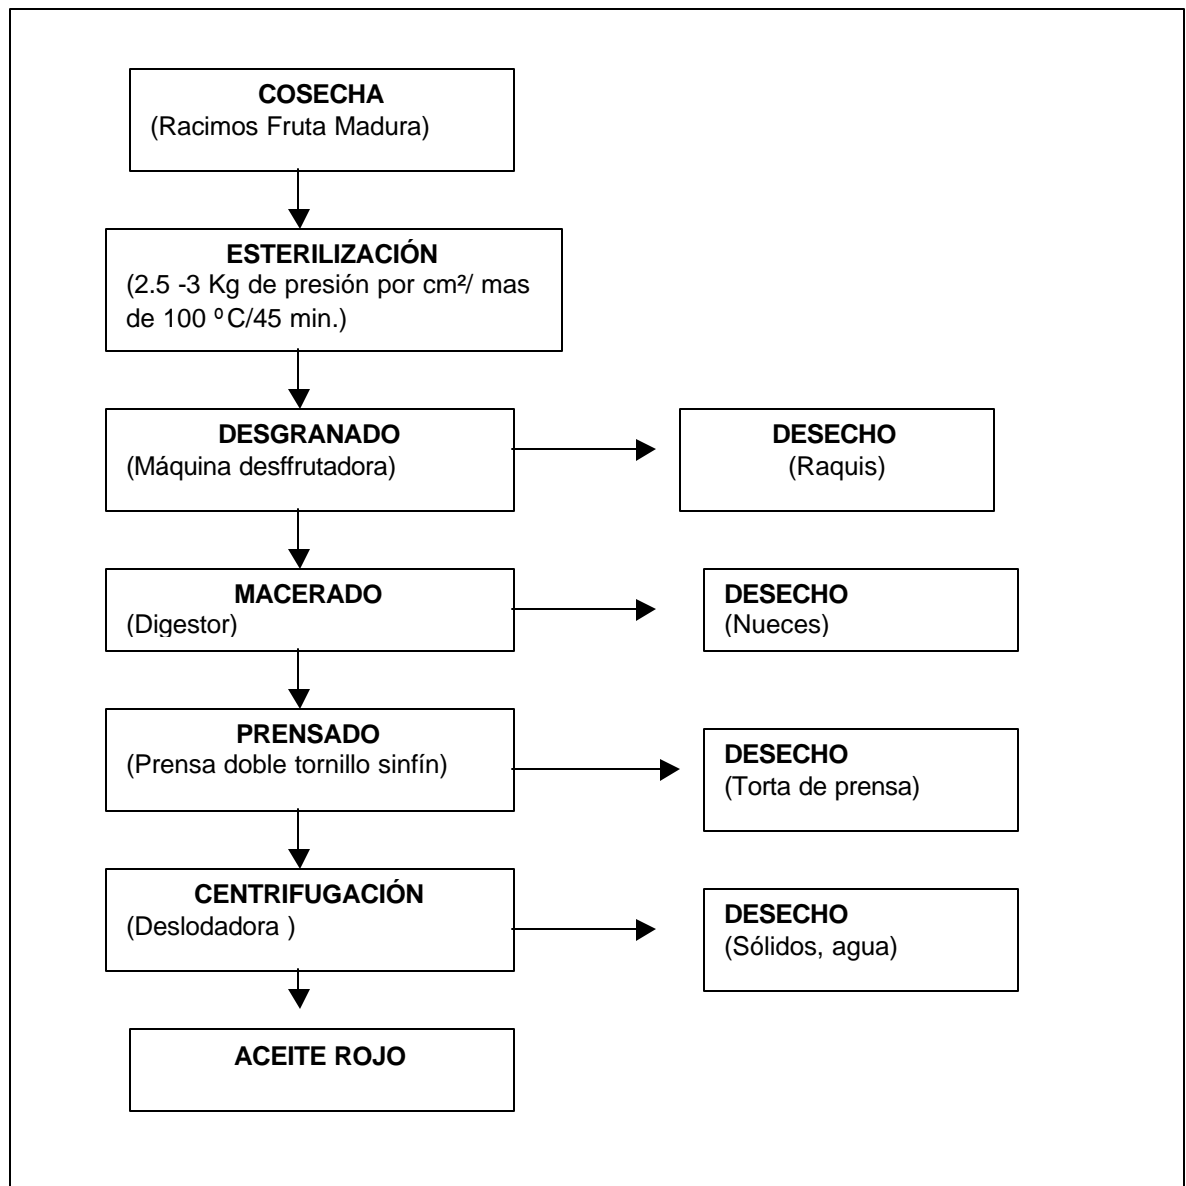 COSECHA
(Racimos Fruta Madura)
ESTERILIZACIÓN
(2.5 -3 Kg de presión por cm²/ mas
de 100 ºC/45 min.)
DESGRANADO
(Máquina desffrutadora)
DESECHO
(Raquis)
MACERADO
(Digestor)
DESECHO
(Nueces)
PRENSADO
(Prensa doble tornillo sinfín)
DESECHO
(Torta de prensa)
CENTRIFUGACIÓN
(Deslodadora )
DESECHO
(Sólidos, agua)
ACEITE ROJO